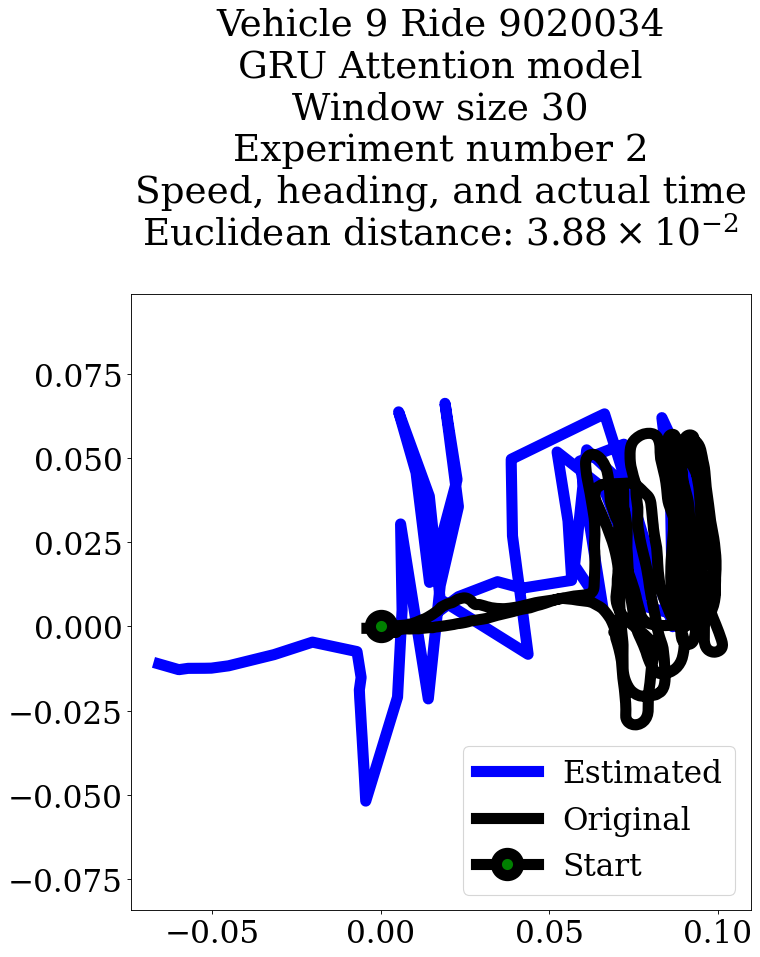 Vehicle 9 Ride 9020034
GRU Attention model
Window size 30
Experiment number 2
Speed, heading, and actual time
Euclidean distance: 3.88 × 10⁻²
0.075
0.050
0.025
0.000
−0.025
−0.050
−0.075
Estimated
Original
Start
−0.05 0.00 0.05 0.10